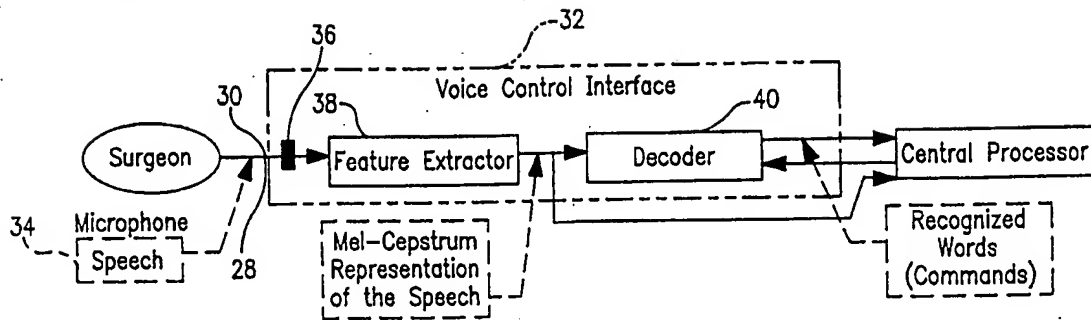 32
36
Voice Control Interface
30
38
40
Surgeon
Feature Extractor
Decoder
Central Processor
34
Microphone
Speech
28
Mel-Cepstrum
Representation
of the Speech
Recognized
Words
(Commands)